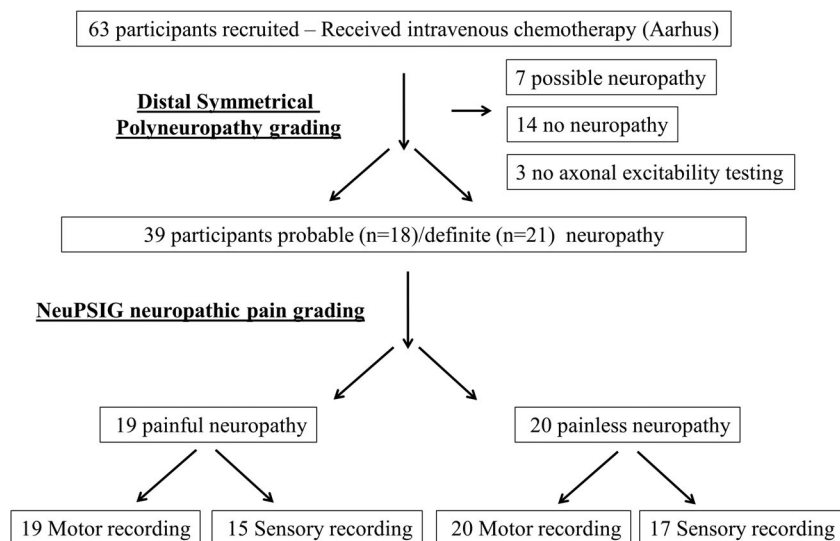 63 participants recruited – Received intravenous chemotherapy (Aarhus)
7 possible neuropathy
Distal Symmetrical
Polyneuropathy grading
14 no neuropathy
3 no axonal excitability testing
39 participants probable (n=18)/definite (n=21) neuropathy
NeuPSIG neuropathic pain grading
19 painful neuropathy
20 painless neuropathy
19 Motor recording
15 Sensory recording
20 Motor recording
17 Sensory recording